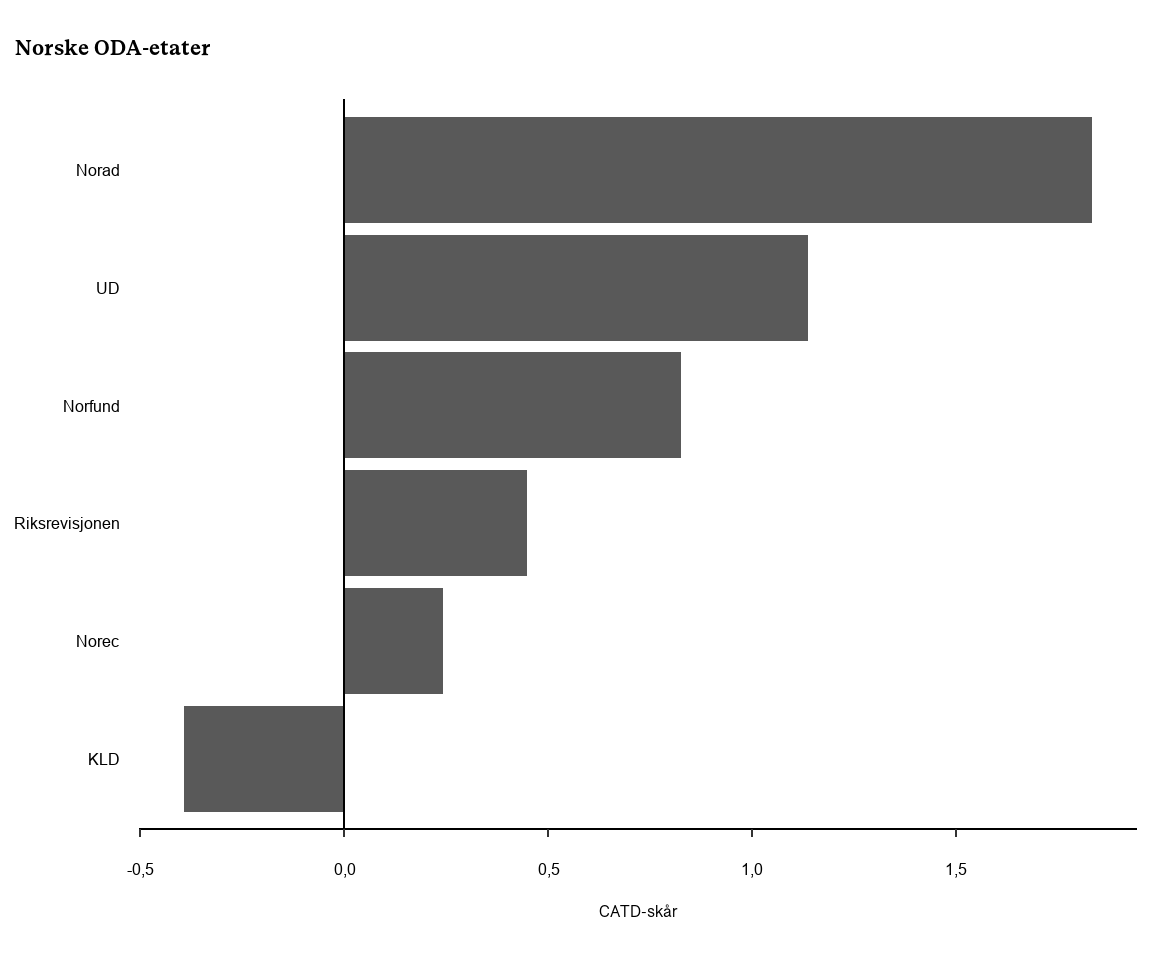 Norske ODA-etater
Norad
UD
Norfund
Riksrevisjonen
Norec
KLD
-0,5 0,0 0,5 1,0 1,5
CATD-skår